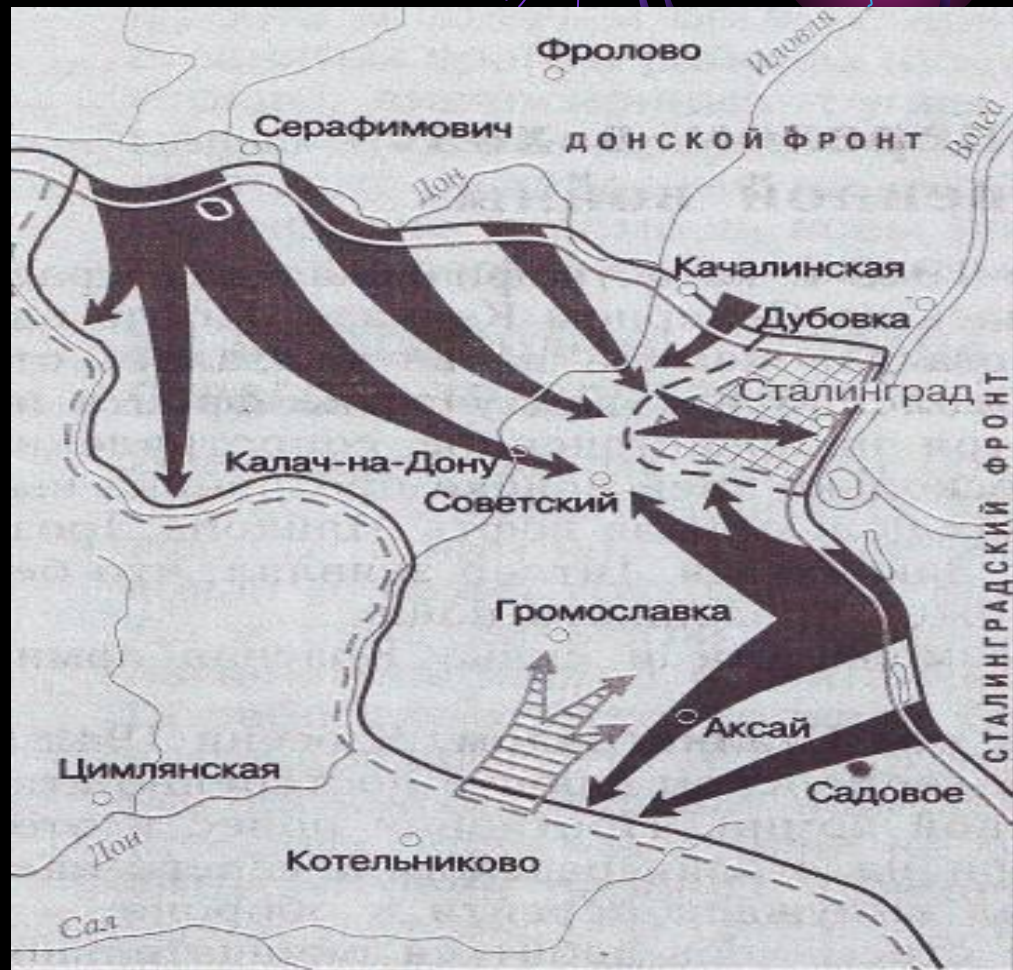 Фролово
Иловля
Серафимович
ДОНСКОЙ ФРОНТ
Волга
Дон
Качалинская
Дубовка
Сталинград
Калач-на-Дону
Советский
СТАЛИНГРАДСКИЙ ФРОНТ
Громославка
Аксай
Цимлянская
Садовое
Дон
Котельниково
Сал